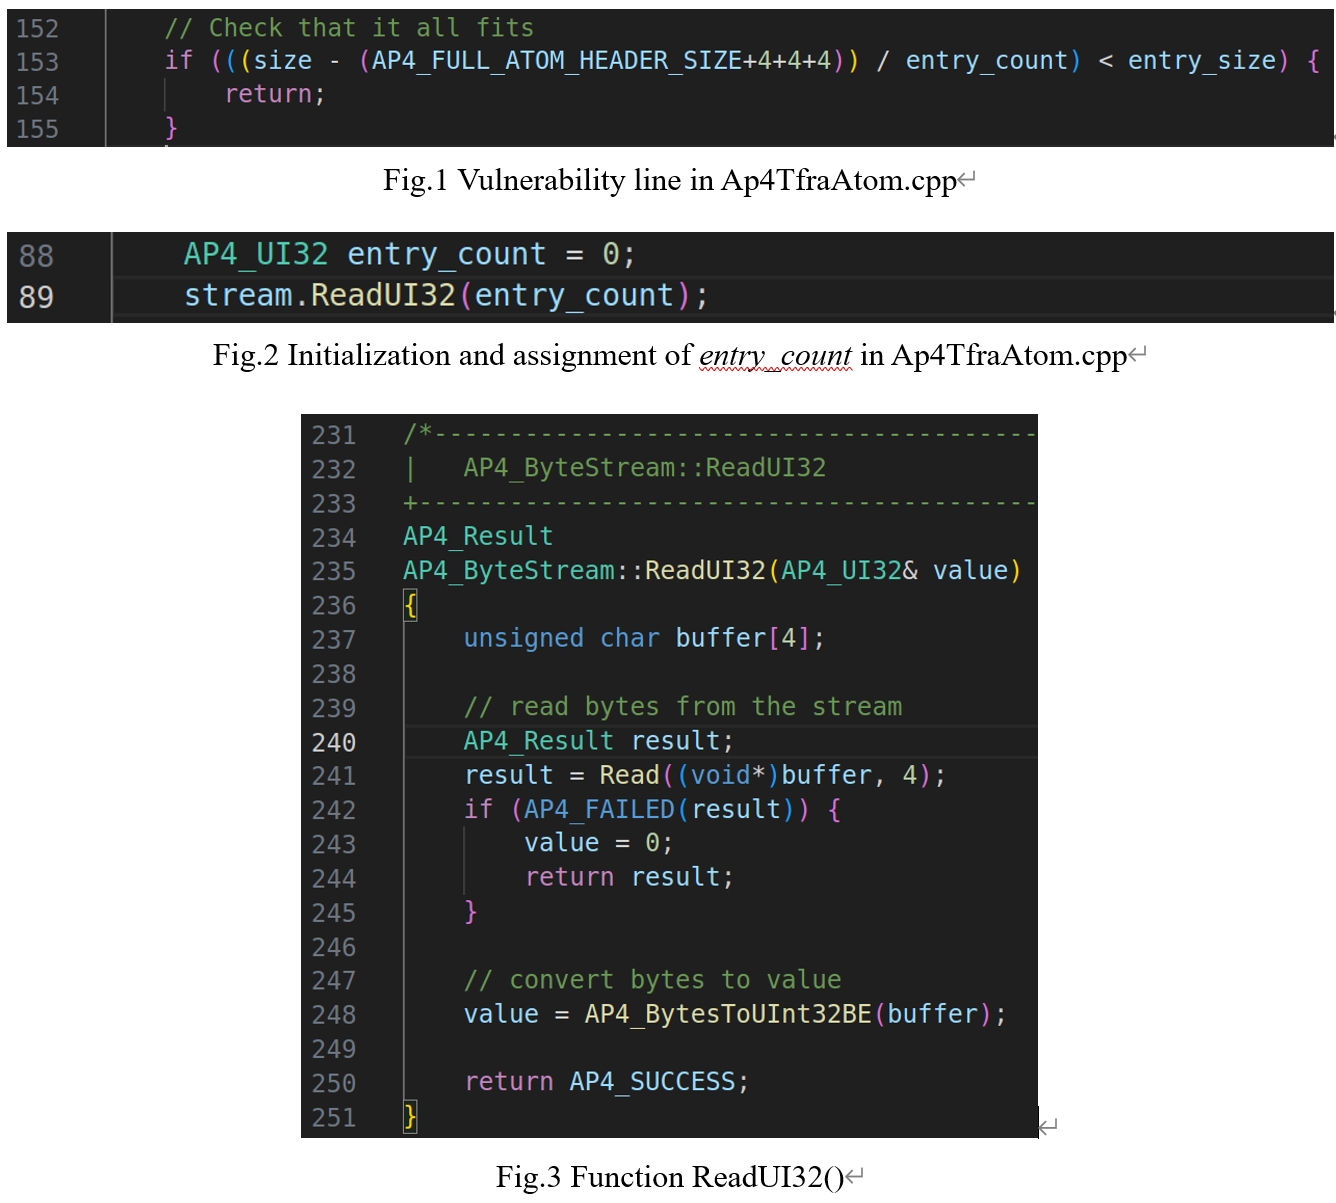 152 // Check that it all fits
153 if (((size - (AP4_FULL_ATOM_HEADER_SIZE+4+4+4)) / entry_count) < entry_size) {
154 return;
155 }
Fig.1 Vulnerability line in Ap4TfraAtom.cpp↵
88 AP4_UI32 entry_count = 0;
89 stream.ReadUI32(entry_count);
Fig.2 Initialization and assignment of entry_count in Ap4TfraAtom.cpp↵
231 /*----------------------------------------
232 | AP4_ByteStream::ReadUI32
233 +-----------------------------------------
234 AP4_Result
235 AP4_ByteStream::ReadUI32(AP4_UI32& value)
236 {
237 unsigned char buffer[4];
238
239 // read bytes from the stream
240 AP4_Result result;
241 result = Read((void*)buffer, 4);
242 if (AP4_FAILED(result)) {
243 value = 0;
244 return result;
245 }
246
247 // convert bytes to value
248 value = AP4_BytesToUInt32BE(buffer);
249
250 return AP4_SUCCESS;
251 }
↵
Fig.3 Function ReadUI32()↵